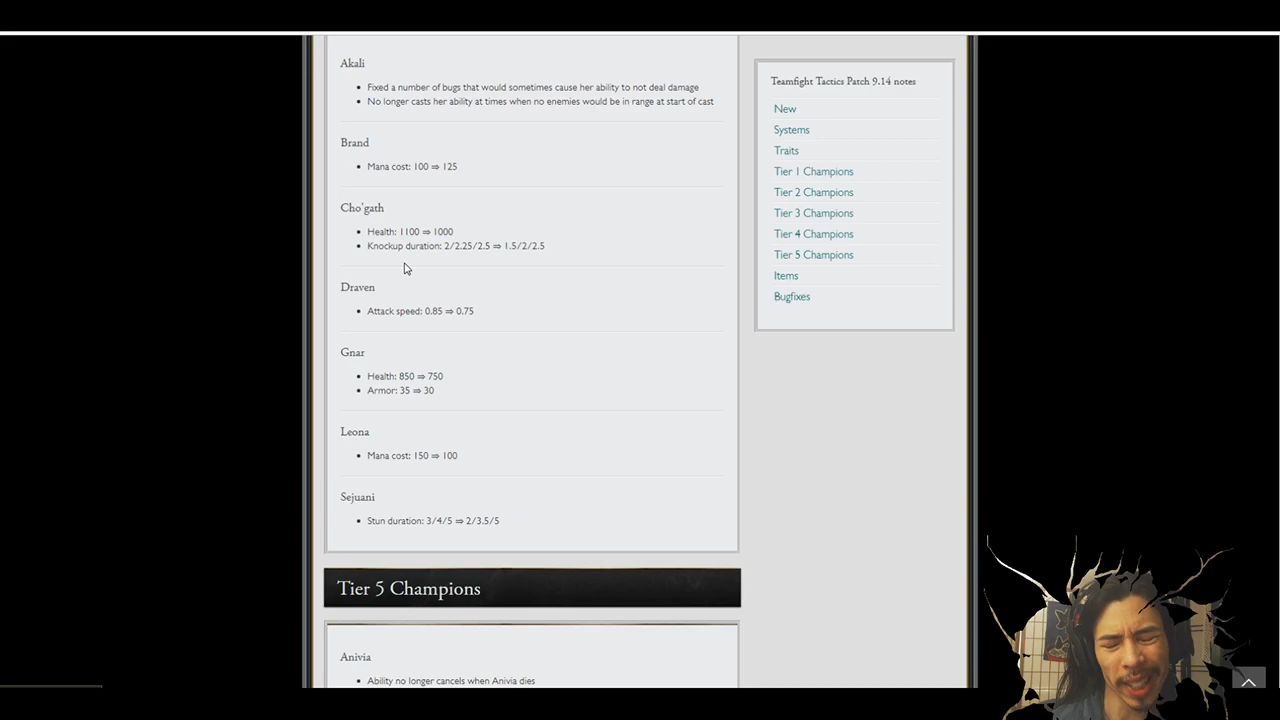 Akali
Fixed a number of bugs that would sometimes cause her ability to not deal damage
No longer casts her ability at times when no enemies would be in range at start of cast
Brand
Mana cost: 100 ⇒ 125
Cho'gath
Health: 1100 ⇒ 1000
Knockup duration: 2/2.25/2.5 ⇒ 1.5/2/2.5
Draven
Attack speed: 0.85 ⇒ 0.75
Gnar
Health: 850 ⇒ 750
Armor: 35 ⇒ 30
Leona
Mana cost: 150 ⇒ 100
Sejuani
Stun duration: 3/4/5 ⇒ 2/3.5/5
Tier 5 Champions
Anivia
Ability no longer cancels when Anivia dies
Teamfight Tactics Patch 9.14 notes
New
Systems
Traits
Tier 1 Champions
Tier 2 Champions
Tier 3 Champions
Tier 4 Champions
Tier 5 Champions
Items
Bugfixes